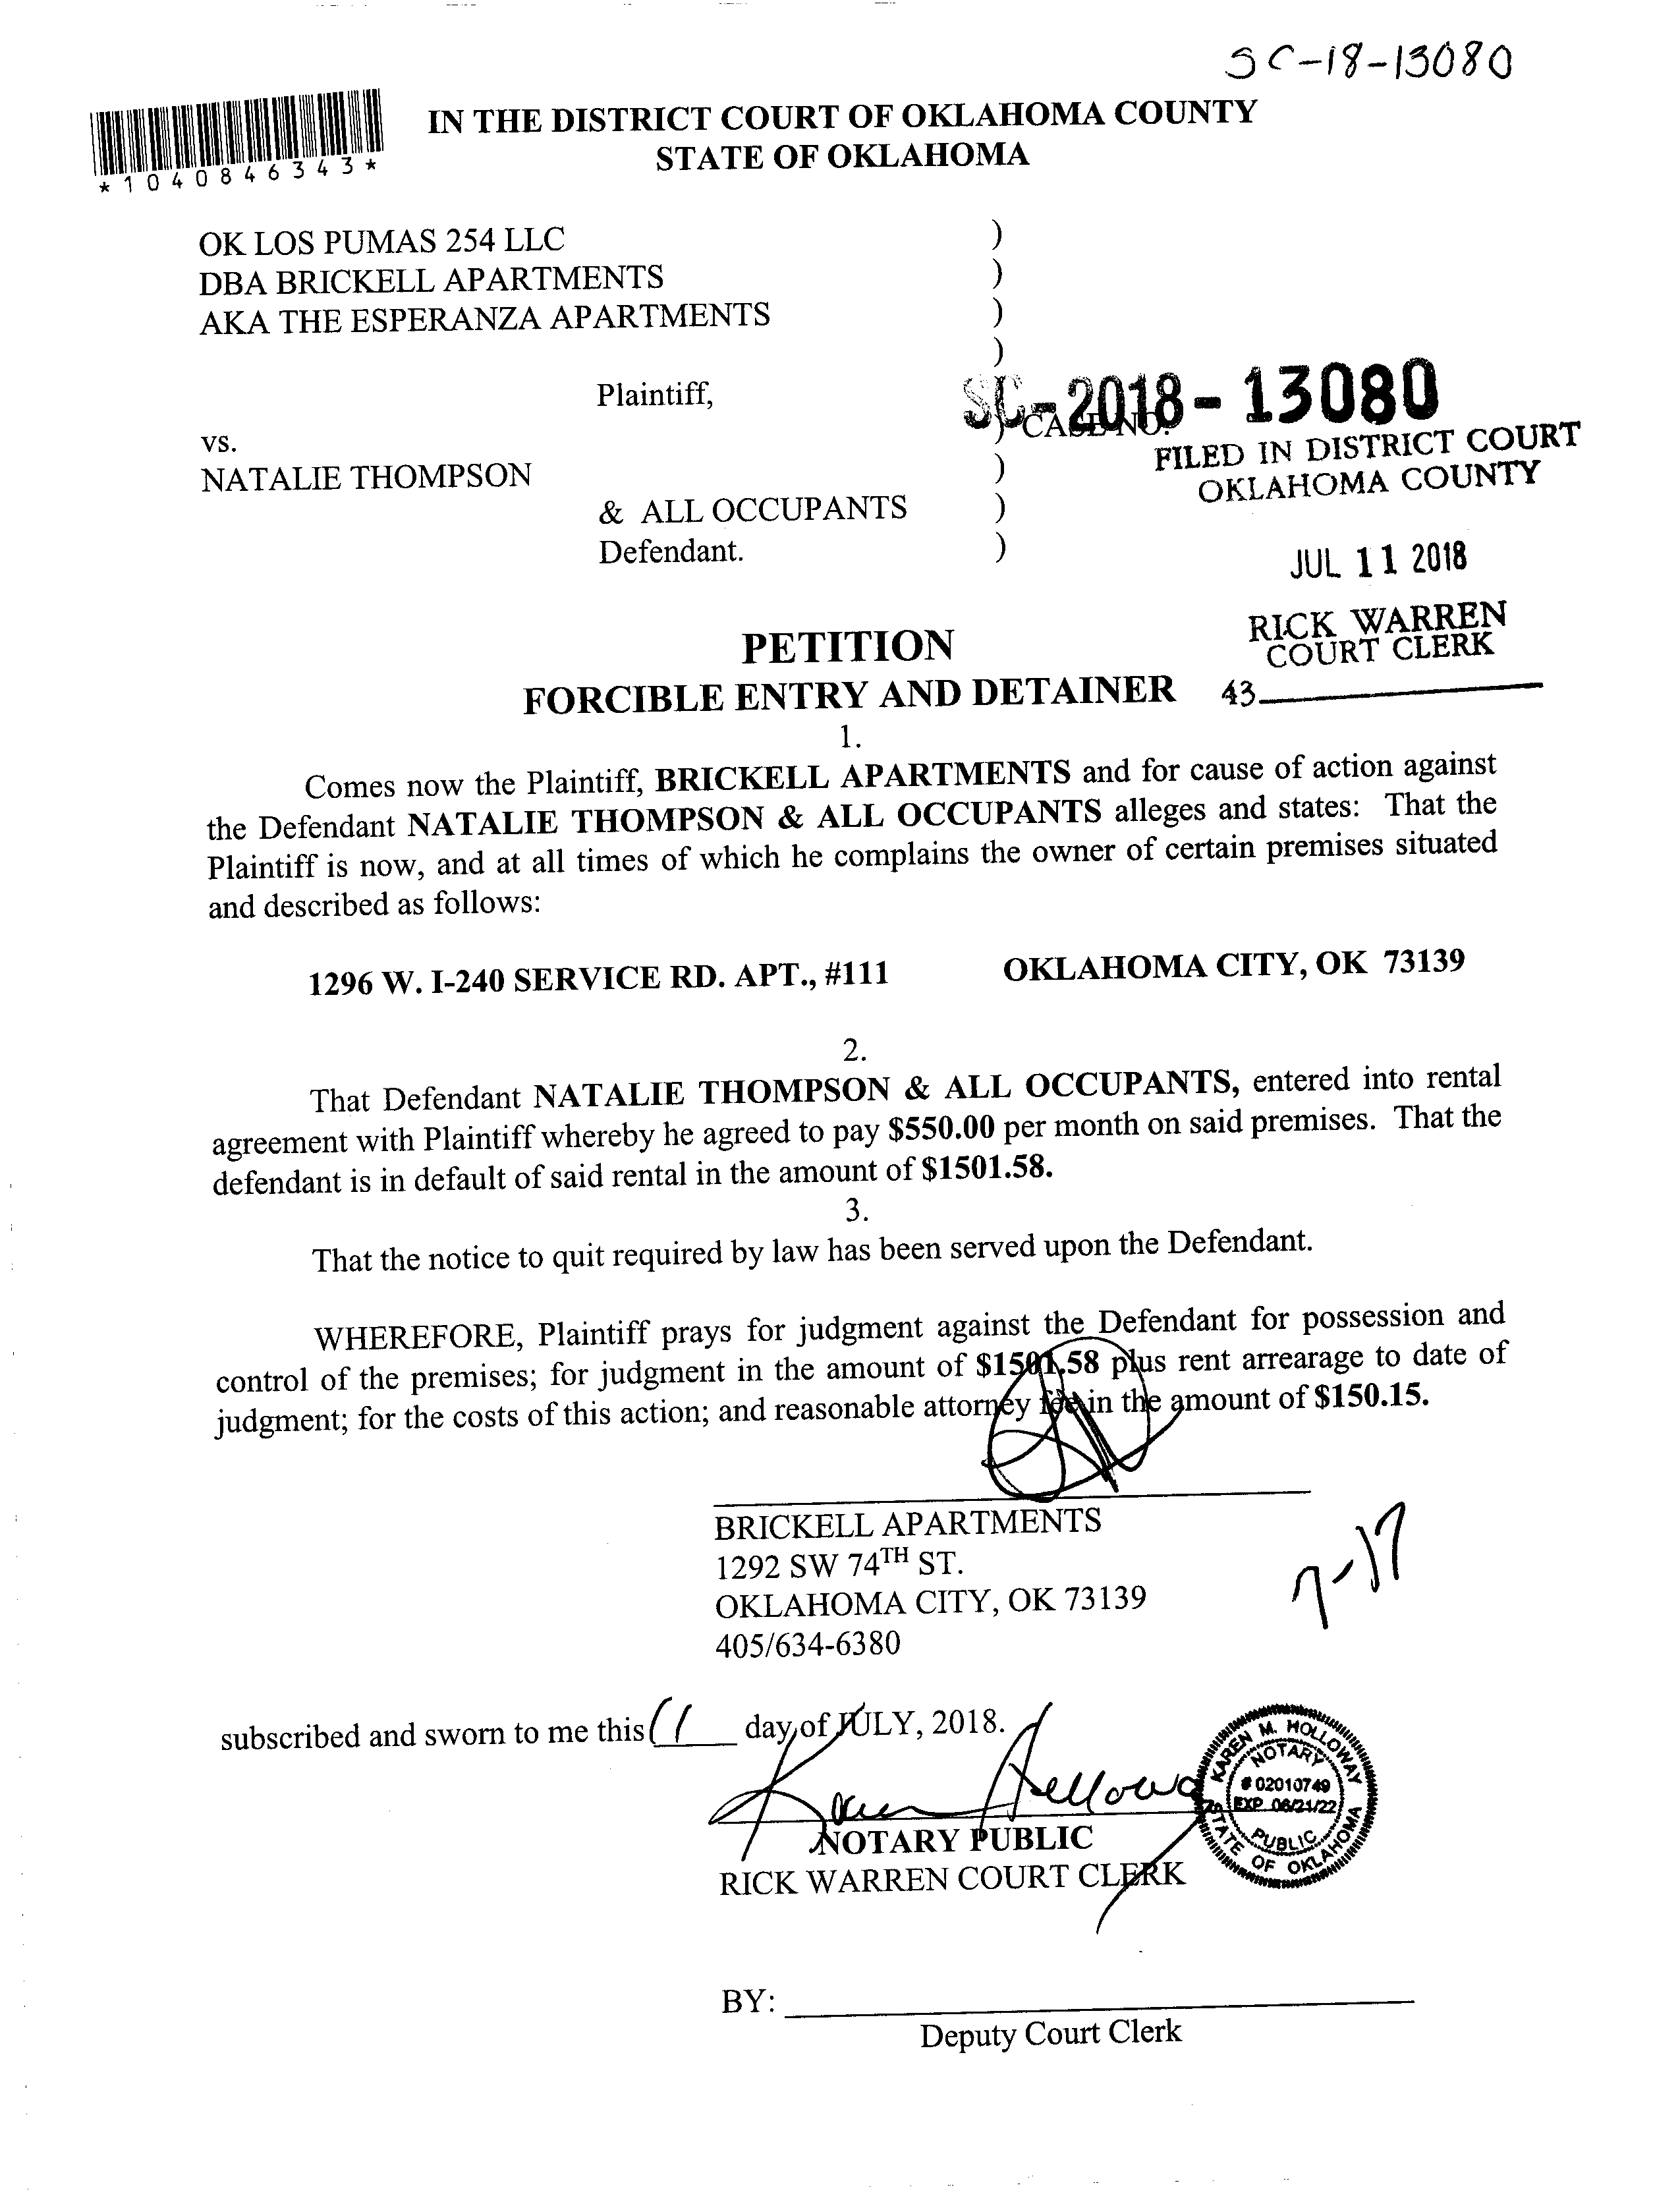 SC-18-13080
*1040846343*
IN THE DISTRICT COURT OF OKLAHOMA COUNTY
STATE OF OKLAHOMA
OK LOS PUMAS 254 LLC )
DBA BRICKELL APARTMENTS )
AKA THE ESPERANZA APARTMENTS )
)
Plaintiff,
SC-2018-13080
) CASE NO.
vs.
FILED IN DISTRICT COURT
OKLAHOMA COUNTY
NATALIE THOMPSON )
& ALL OCCUPANTS )
Defendant. )
JUL 11 2018
RICK WARREN
COURT CLERK
43
PETITION
FORCIBLE ENTRY AND DETAINER
1.
Comes now the Plaintiff, BRICKELL APARTMENTS and for cause of action against
the Defendant NATALIE THOMPSON & ALL OCCUPANTS alleges and states: That the
Plaintiff is now, and at all times of which he complains the owner of certain premises situated
and described as follows:
1296 W. I-240 SERVICE RD. APT., #111 OKLAHOMA CITY, OK 73139
2.
That Defendant NATALIE THOMPSON & ALL OCCUPANTS, entered into rental
agreement with Plaintiff whereby he agreed to pay $550.00 per month on said premises. That the
defendant is in default of said rental in the amount of $1501.58.
3.
That the notice to quit required by law has been served upon the Defendant.
WHEREFORE, Plaintiff prays for judgment against the Defendant for possession and
control of the premises; for judgment in the amount of $1501.58 plus rent arrearage to date of
judgment; for the costs of this action; and reasonable attorney fee in the amount of $150.15.
BRICKELL APARTMENTS
1292 SW 74TH ST.
OKLAHOMA CITY, OK 73139
405/634-6380
7-17
subscribed and sworn to me this 11 day of JULY, 2018.
Karen Holloway
KAREN M. HOLLOWAY
NOTARY
# 02010749
EXP. 06/21/22
PUBLIC
STATE OF OKLAHOMA
NOTARY PUBLIC
RICK WARREN COURT CLERK
BY:
Deputy Court Clerk